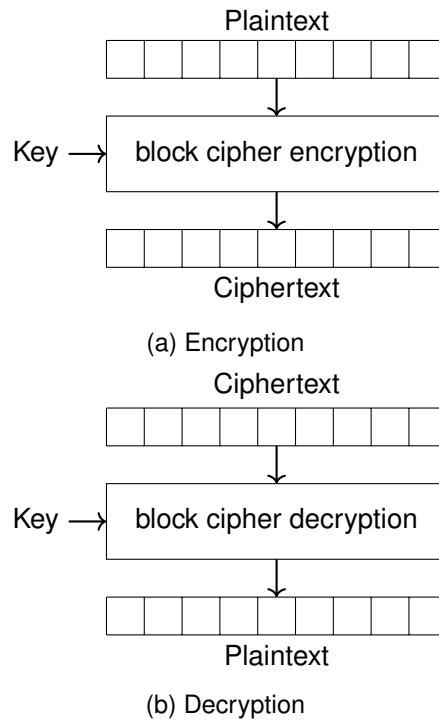 Plaintext
Key
block cipher encryption
Ciphertext
(a) Encryption
Ciphertext
Key
block cipher decryption
Plaintext
(b) Decryption